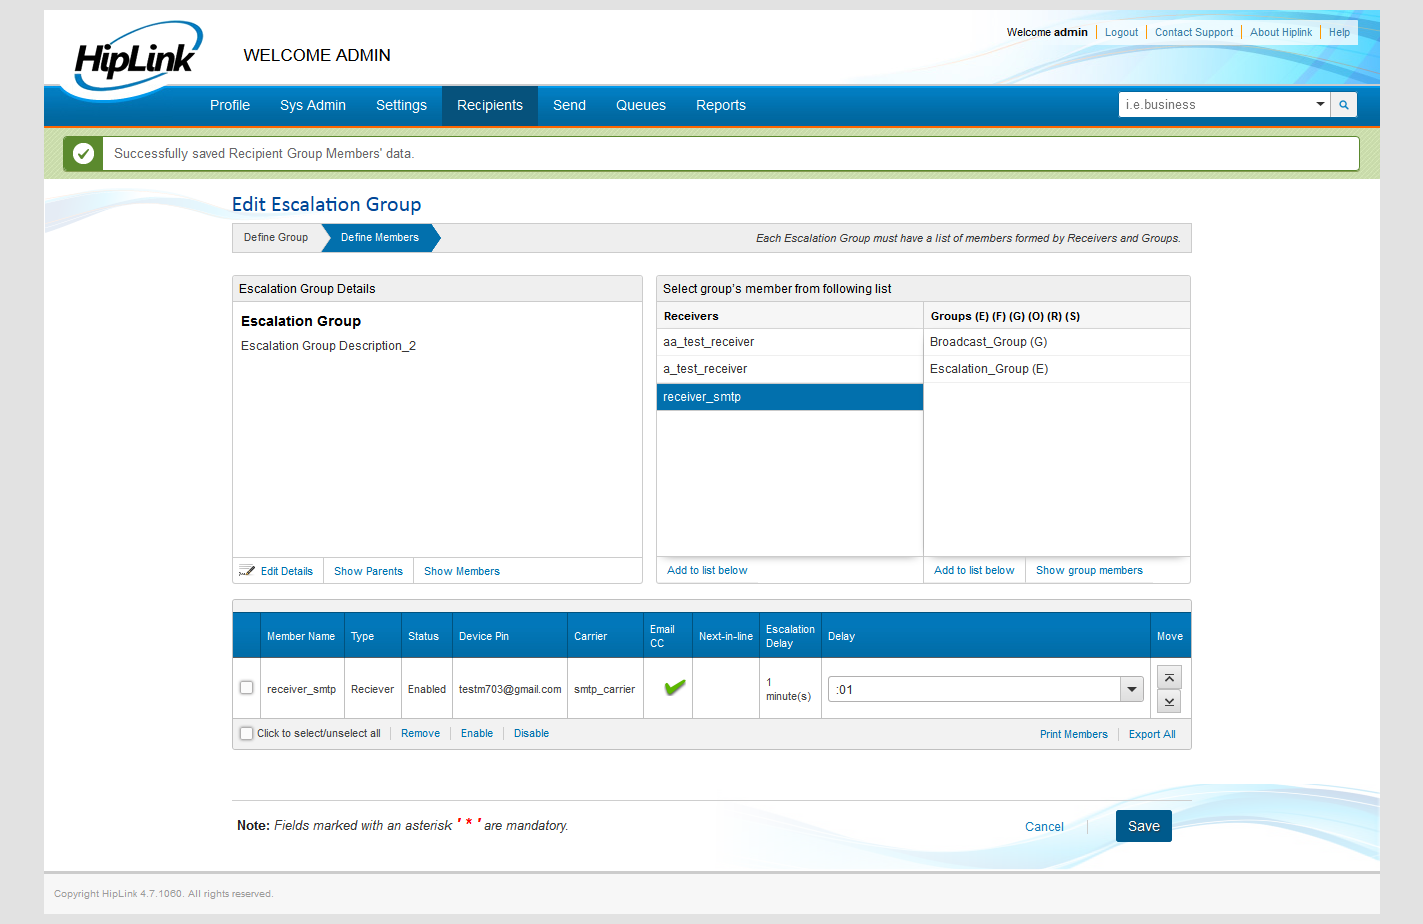 HipLink
WELCOME ADMIN
Welcome admin
Logout
Contact Support
About Hiplink
Help
Profile
Sys Admin
Settings
Recipients
Send
Queues
Reports
i.e.business
Successfully saved Recipient Group Members' data.
Edit Escalation Group
Define Group
Define Members
Each Escalation Group must have a list of members formed by Receivers and Groups.
Escalation Group Details
Escalation Group
Escalation Group Description_2
Edit Details
Show Parents
Show Members
Select group's member from following list
Receivers
aa_test_receiver
a_test_receiver
receiver_smtp
Add to list below
Groups (E) (F) (G) (O) (R) (S)
Broadcast_Group (G)
Escalation_Group (E)
Add to list below
Show group members
Member Name
Type
Status
Device Pin
Carrier
Email
CC
Next-in-line
Escalation
Delay
Delay
Move
receiver_smtp
Reciever
Enabled
testm703@gmail.com
smtp_carrier
1
minute(s)
:01
Click to select/unselect all
Remove
Enable
Disable
Print Members
Export All
Note: Fields marked with an asterisk ' * ' are mandatory.
Cancel
Save
Copyright HipLink 4.7.1060. All rights reserved.